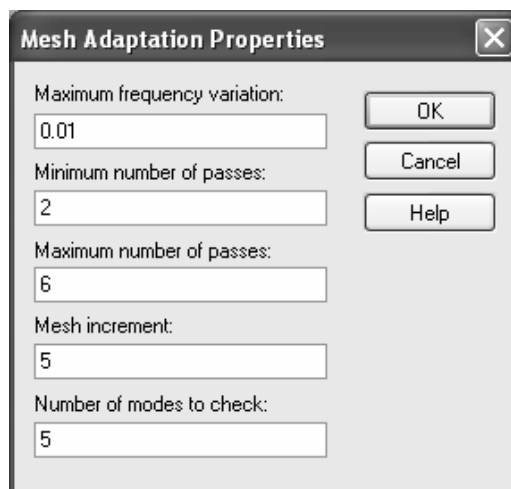 Mesh Adaptation Properties
Maximum frequency variation:
0.01
OK
Minimum number of passes:
Cancel
2
Help
Maximum number of passes:
6
Mesh increment:
5
Number of modes to check:
5